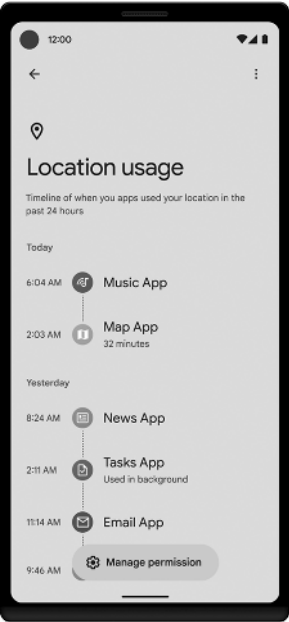 12:00
Location usage
Timeline of when you apps used your location in the
past 24 hours
Today
6:04 AM Music App
2:03 AM Map App
32 minutes
Yesterday
8:24 AM News App
2:11 AM Tasks App
Used in background
11:14 AM Email App
Manage permission
9:46 AM